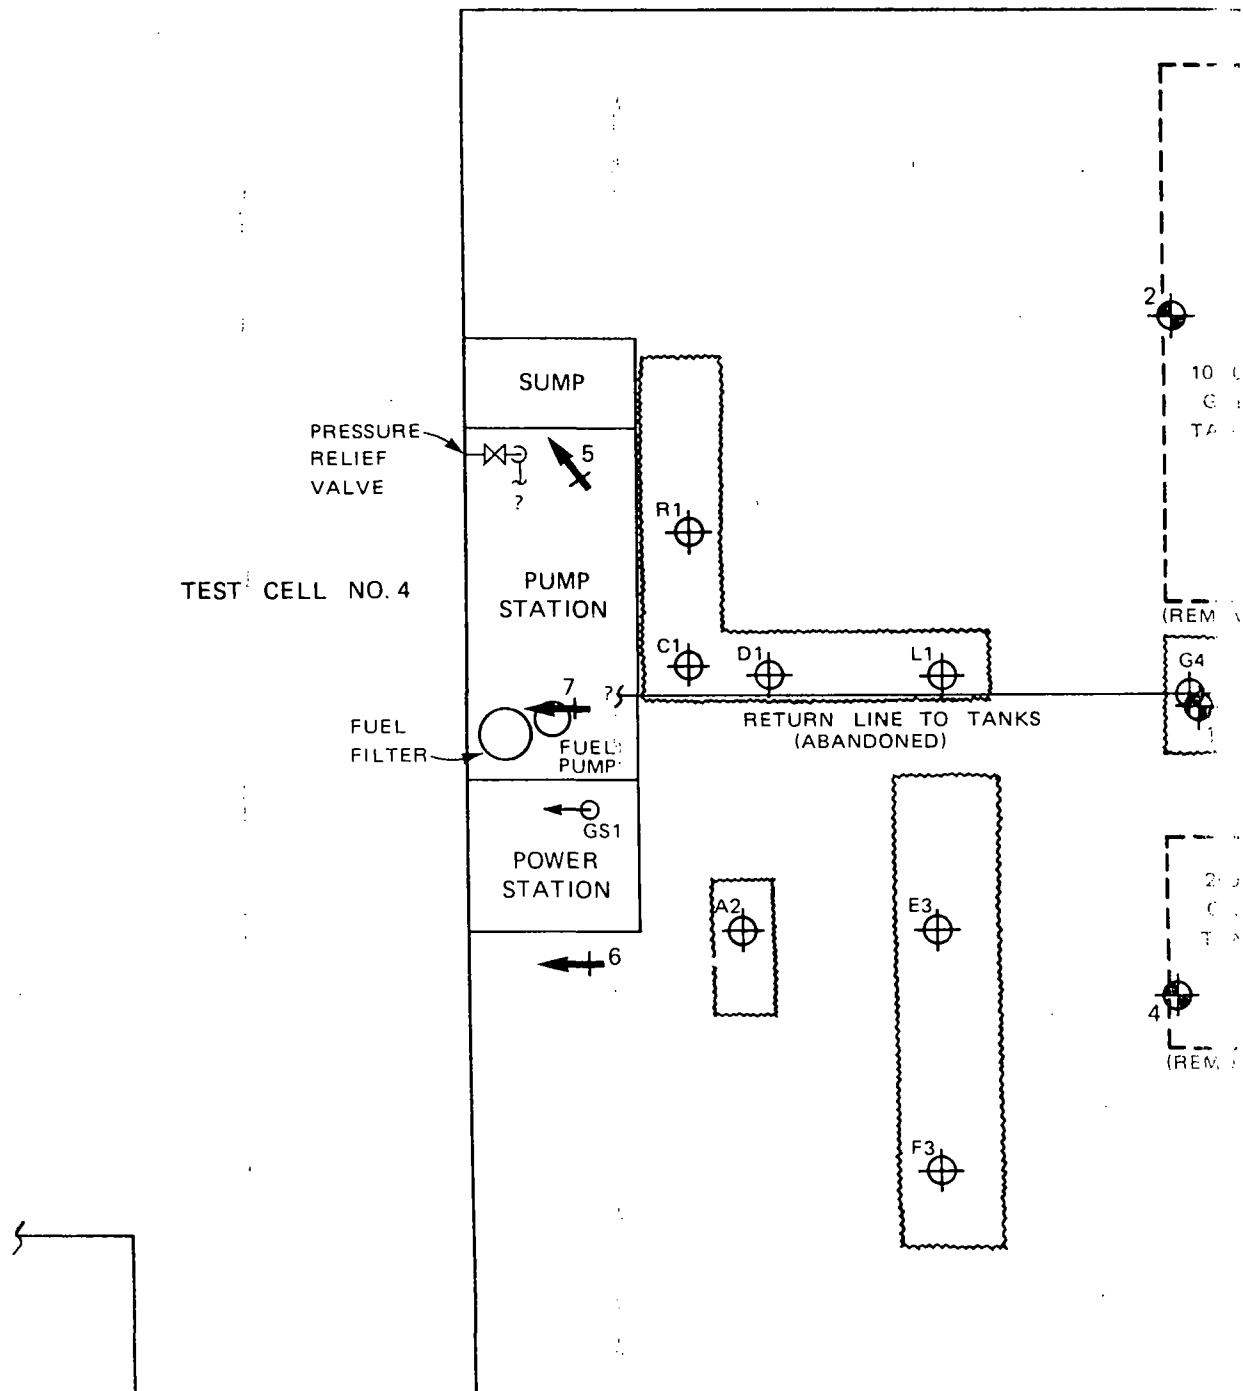 2
SUMP
PRESSURE
RELIEF
VALVE
5
?
R1
TEST CELL NO. 4
PUMP
STATION
C1
D1
L1
G4
7
?
1
RETURN LINE TO TANKS
(ABANDONED)
FUEL
FILTER
FUEL
PUMP
GS1
POWER
STATION
A2
E3
6
4
F3